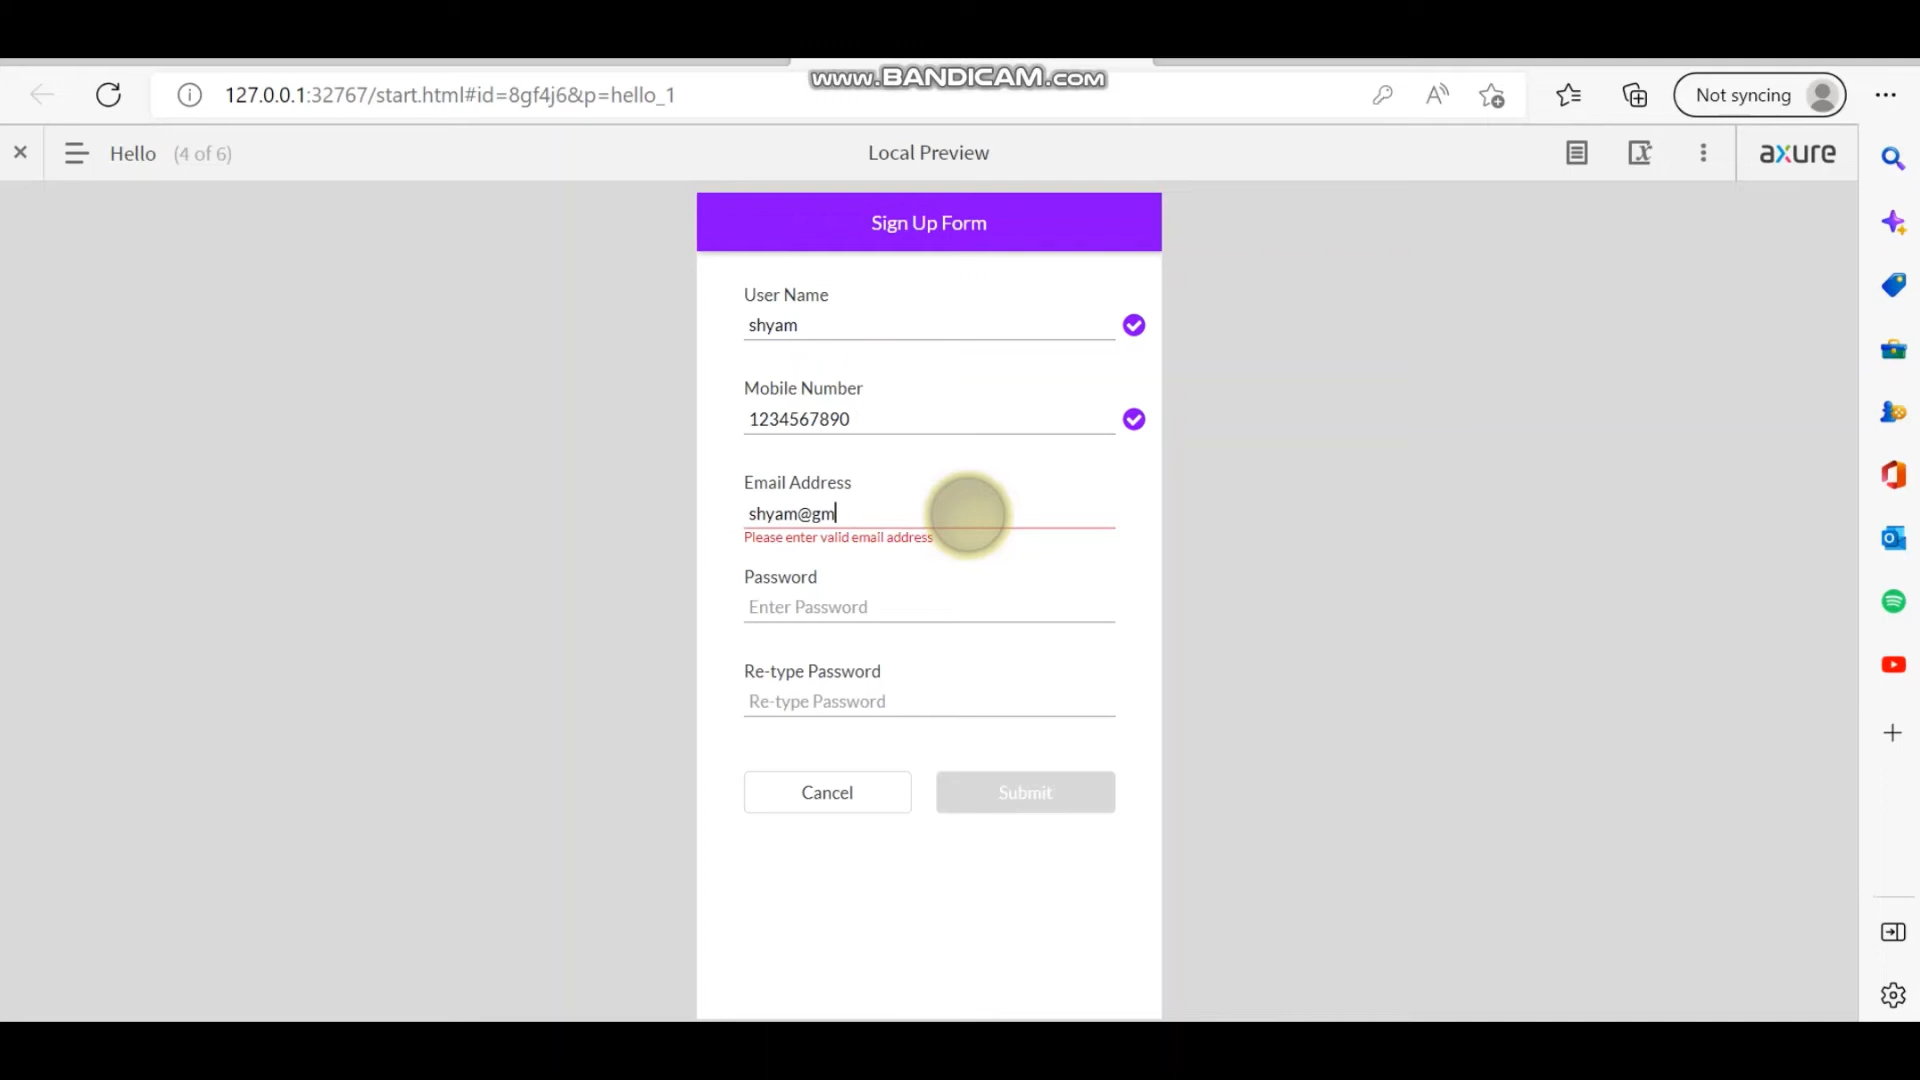 www.BANDICAM.com
127.0.0.1:32767/start.html#id=8gf4j6&p=hello_1
Not syncing
Hello (4 of 6)
Local Preview
axure
Sign Up Form
User Name
shyam
Mobile Number
1234567890
Email Address
shyam@gm
Please enter valid email address
Password
Enter Password
Re-type Password
Re-type Password
Cancel
Submit